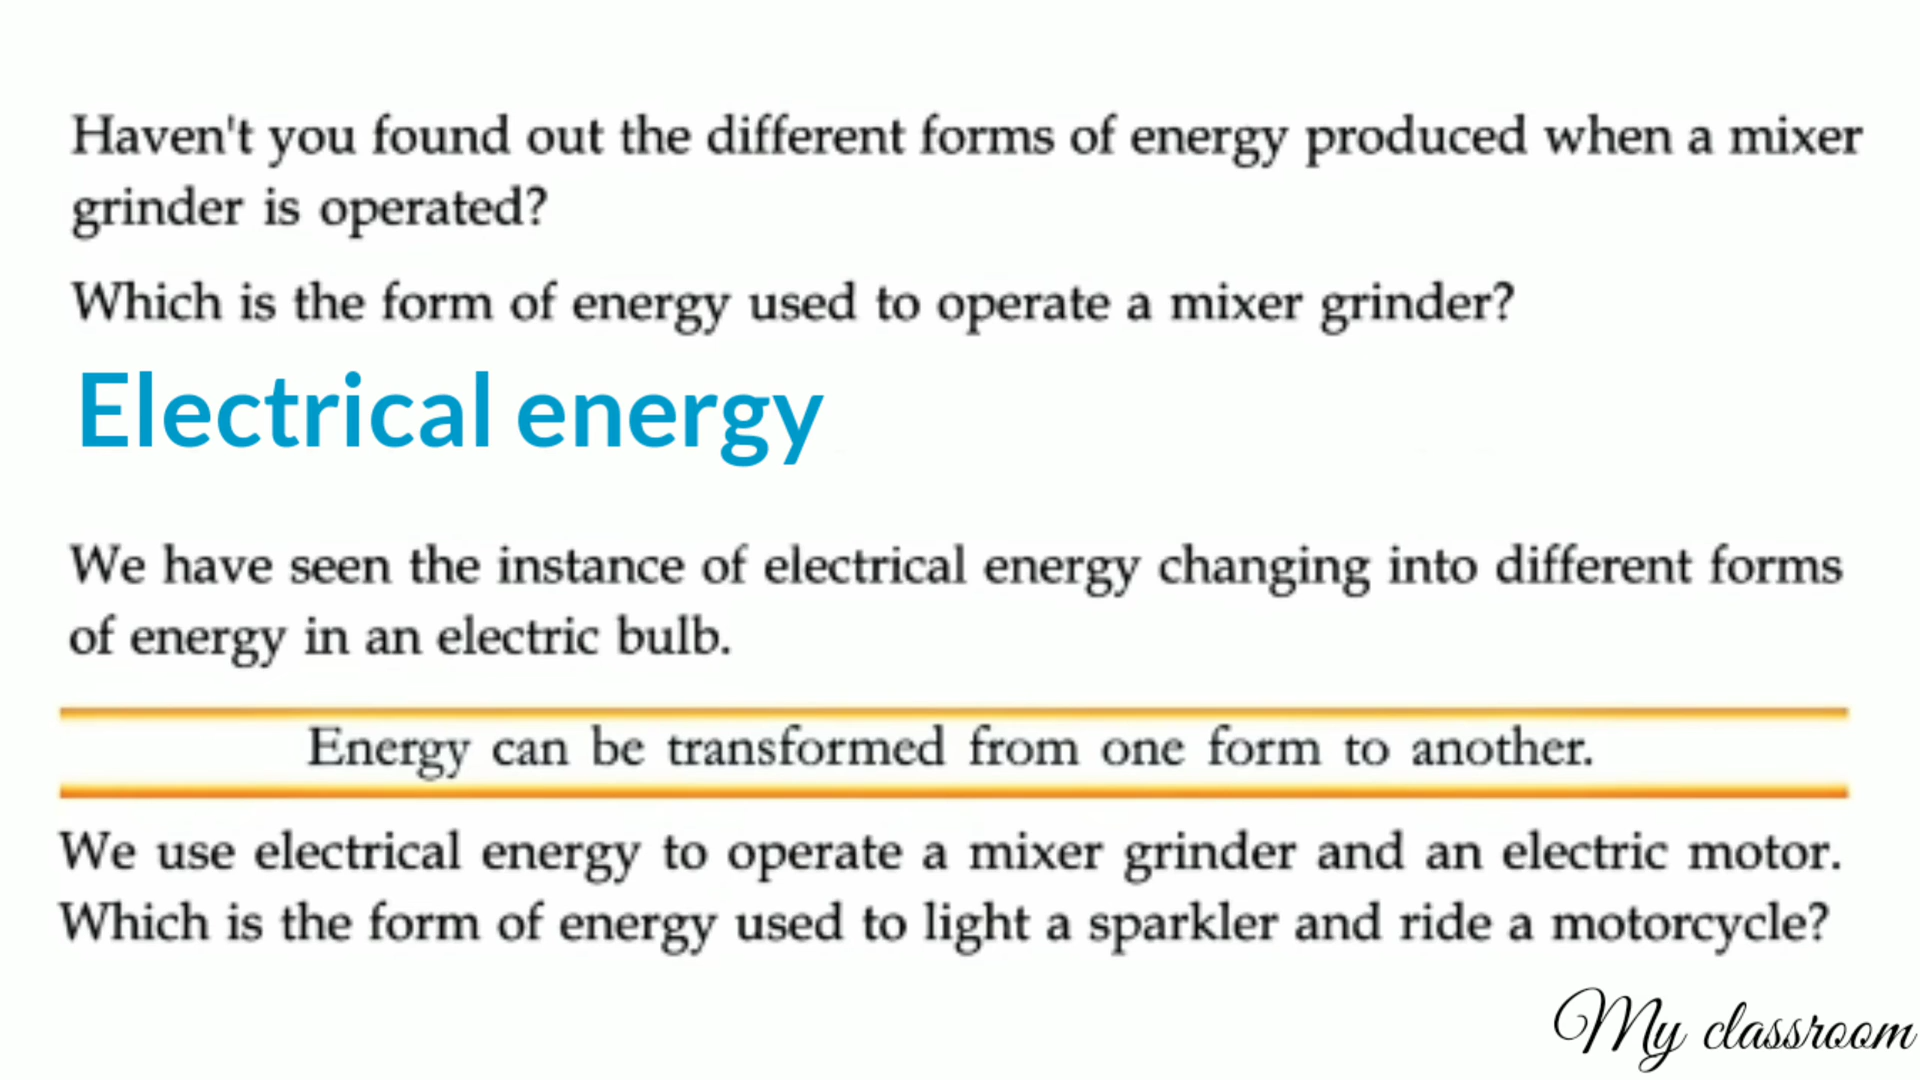 Haven't you found out the different forms of energy produced when a mixer
grinder is operated?
Which is the form of energy used to operate a mixer grinder?
Electrical energy
We have seen the instance of electrical energy changing into different forms
of energy in an electric bulb.
Energy can be transformed from one form to another.
We use electrical energy to operate a mixer grinder and an electric motor.
Which is the form of energy used to light a sparkler and ride a motorcycle?
My classroom